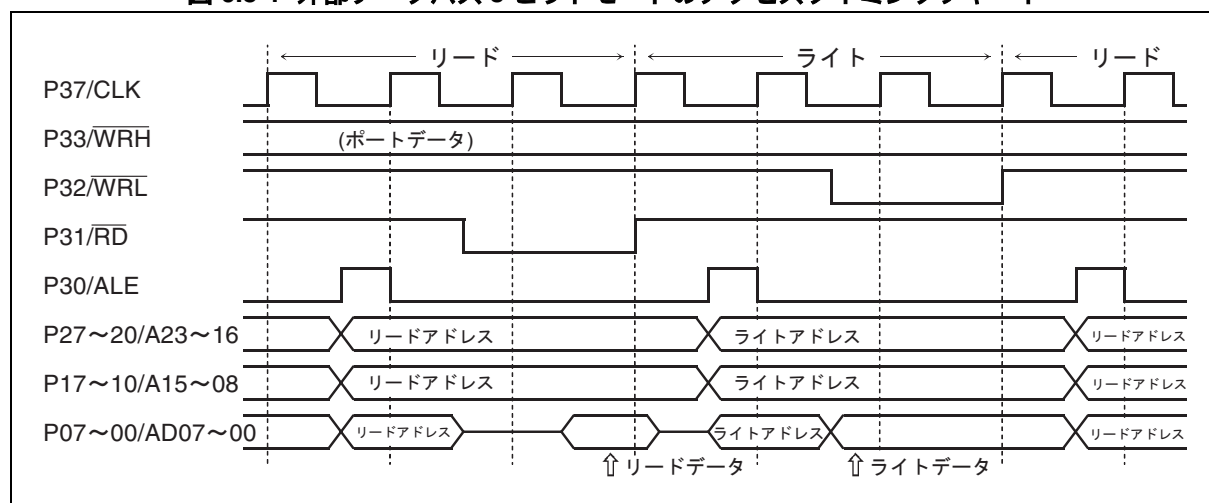 リード ライト リード
P37/CLK
P33/WRH (ポートデータ)
P32/WRL
P31/RD
P30/ALE
P27～20/A23～16 リードアドレス ライトアドレス リードアドレス
P17～10/A15～08 リードアドレス ライトアドレス リードアドレス
P07～00/AD07～00 リードアドレス ライトアドレス リードアドレス
⇧リードデータ ⇧ライトデータ